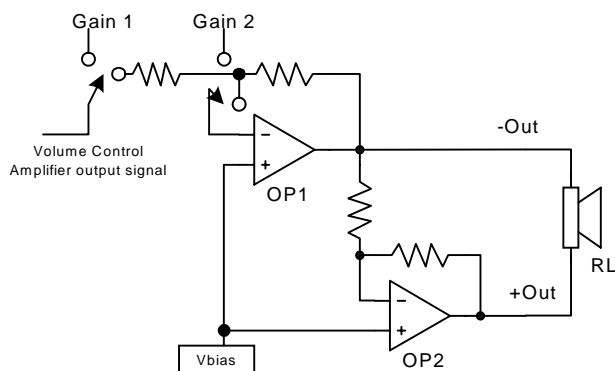 Gain 1
Gain 2
Volume Control
Amplifier output signal
-Out
OP1
RL
+Out
Vbias
OP2